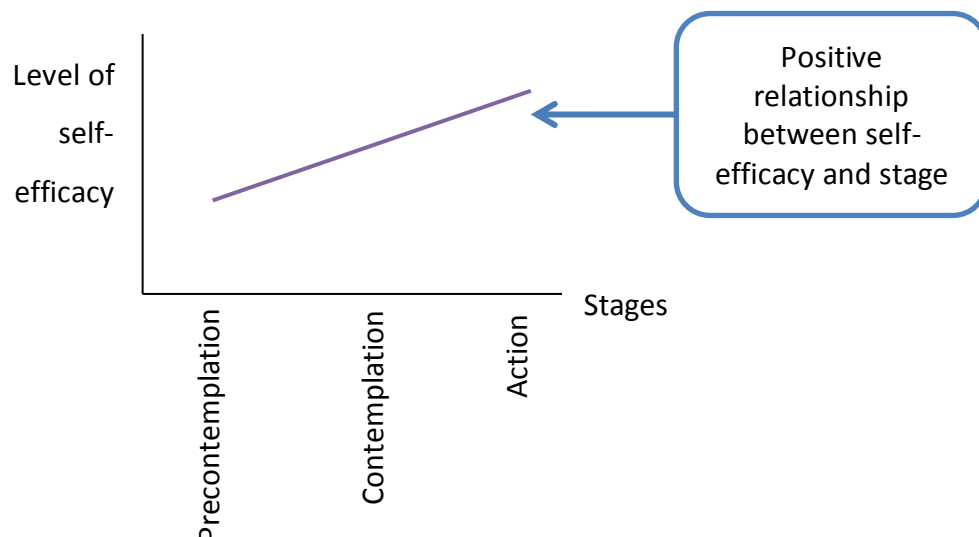 Level of
self-
efficacy
Positive
relationship
between self-
efficacy and stage
Stages
Precontemplation
Contemplation
Action